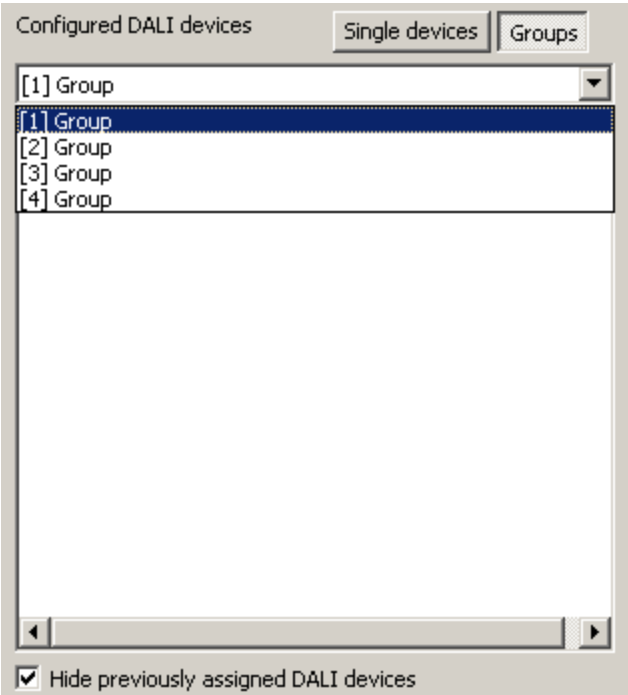 Configured DALI devices
Single devices
Groups
[1] Group
[1] Group
[2] Group
[3] Group
[4] Group
Hide previously assigned DALI devices